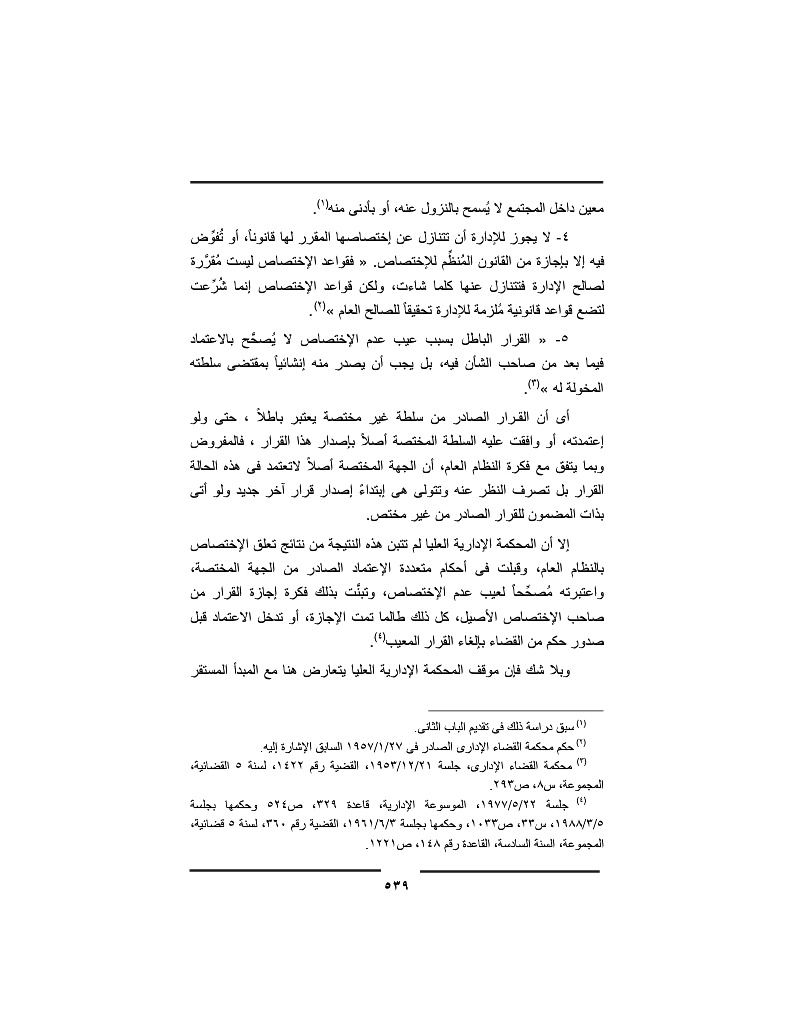 معين داخل المجتمع لا يُسمح بالنزول عنه، أو بأدنى منه(١).
٤- لا يجوز للإدارة أن تتنازل عن إختصاصها المقرر لها قانوناً، أو تُفوِّض
فيه إلا بإجازة من القانون المُنظِّم للإختصاص. « فقواعد الإختصاص ليست مُقرَّرة
لصالح الإدارة فتتنازل عنها كلما شاءت، ولكن قواعد الإختصاص إنما شُرِّعت
لتضع قواعد قانونية مُلزمة للإدارة تحقيقاً للصالح العام »(٢).
٥- « القرار الباطل بسبب عيب عدم الإختصاص لا يُصحَّح بالاعتماد
فيما بعد من صاحب الشأن فيه، بل يجب أن يصدر منه إنشائياً بمقتضى سلطته
المخولة له »(٣).
أى أن القـرار الصادر من سلطة غير مختصة يعتبر باطلاً ، حتى ولو
إعتمدته، أو وافقت عليه السلطة المختصة أصلاً بإصدار هذا القرار ، فالمفروض
وبما يتفق مع فكرة النظام العام، أن الجهة المختصة أصلاً لاتعتمد فى هذه الحالة
القرار بل تصرف النظر عنه وتتولى هى إبتداءً إصدار قرار آخر جديد ولو أتى
بذات المضمون للقرار الصادر من غير مختص.
إلا أن المحكمة الإدارية العليا لم تتبن هذه النتيجة من نتائج تعلق الإختصاص
بالنظام العام، وقبلت فى أحكام متعددة الإعتماد الصادر من الجهة المختصة،
واعتبرته مُصحِّحاً لعيب عدم الإختصاص، وتبنَّت بذلك فكرة إجازة القرار من
صاحب الإختصاص الأصيل، كل ذلك طالما تمت الإجازة، أو تدخل الاعتماد قبل
صدور حكم من القضاء بإلغاء القرار المعيب(٤).
وبلا شك فإن موقف المحكمة الإدارية العليا يتعارض هنا مع المبدأ المستقر
(١) سبق دراسة ذلك فى تقديم الباب الثانى.
(٢) حكم محكمة القضاء الإدارى الصادر فى ١٩٥٧/١/٢٧ السابق الإشارة إليه.
(٣) محكمة القضاء الإدارى، جلسة ١٩٥٣/١٢/٢١، القضية رقم ١٤٢٢، لسنة ٥ القضائية،
المجموعة، س٨، ص٢٩٣.
(٤) جلسة ١٩٧٧/٥/٢٢، الموسوعة الإدارية، قاعدة ٣٢٩، ص٥٢٤ وحكمها بجلسة
١٩٨٨/٣/٥، س٣٣، ص١٠٣٣، وحكمها بجلسة ١٩٦١/٦/٣، القضية رقم ٣٦٠، لسنة ٥ قضائية،
المجموعة، السنة السادسة، القاعدة رقم ١٤٨، ص١٢٢١.
٥٣٩